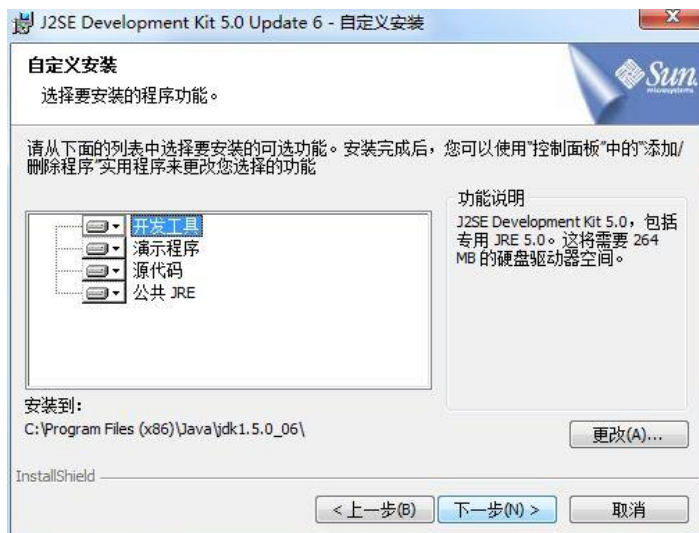 J2SE Development Kit 5.0 Update 6 - 自定义安装
自定义安装
选择要安装的程序功能。
Sun
microsystems
请从下面的列表中选择要安装的可选功能。安装完成后，您可以使用“控制面板”中的“添加/
删除程序”实用程序来更改您选择的功能
开发工具
演示程序
源代码
公共 JRE
功能说明
J2SE Development Kit 5.0，包括
专用 JRE 5.0。这将需要 264
MB 的硬盘驱动器空间。
安装到：
C:\Program Files (x86)\Java\jdk1.5.0_06\
更改(A)...
InstallShield
< 上一步(B)
下一步(N) >
取消